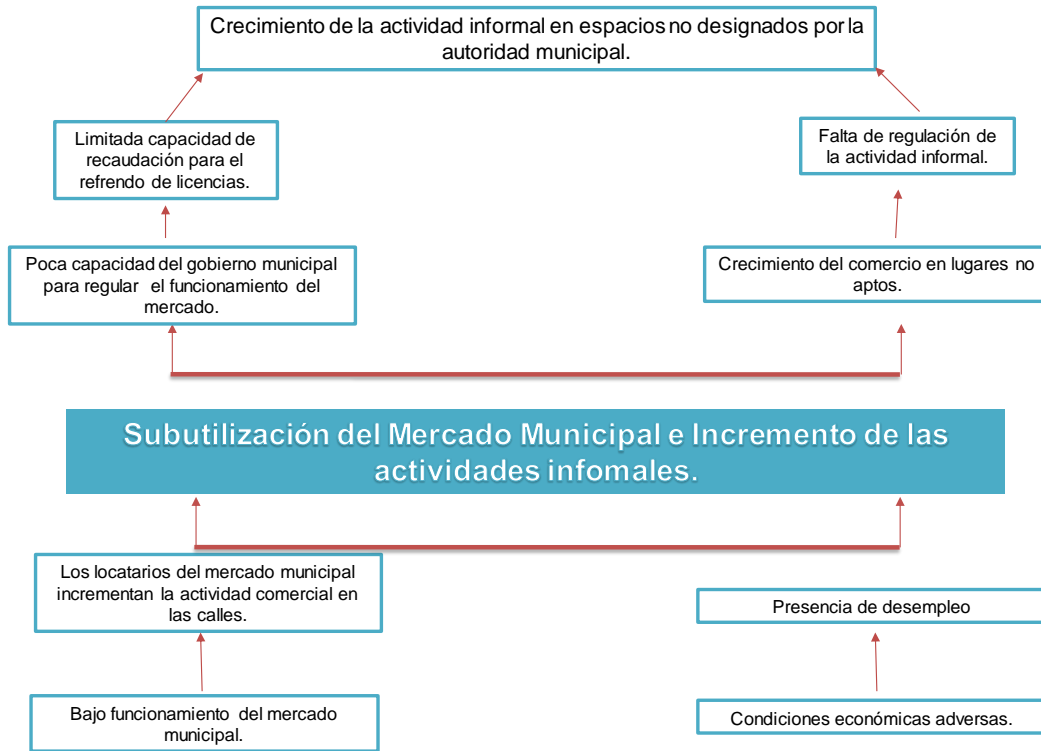 Crecimiento de la actividad informal en espacios no designados por la
autoridad municipal.
Limitada capacidad de
recaudación para el
refrendo de licencias.
Falta de regulación de
la actividad informal.
Poca capacidad del gobierno municipal
para regular el funcionamiento del
mercado.
Crecimiento del comercio en lugares no
aptos.
Subutilización del Mercado Municipal e Incremento de las
actividades infomales.
Los locatarios del mercado municipal
incrementan la actividad comercial en
las calles.
Presencia de desempleo
Bajo funcionamiento del mercado
municipal.
Condiciones económicas adversas.